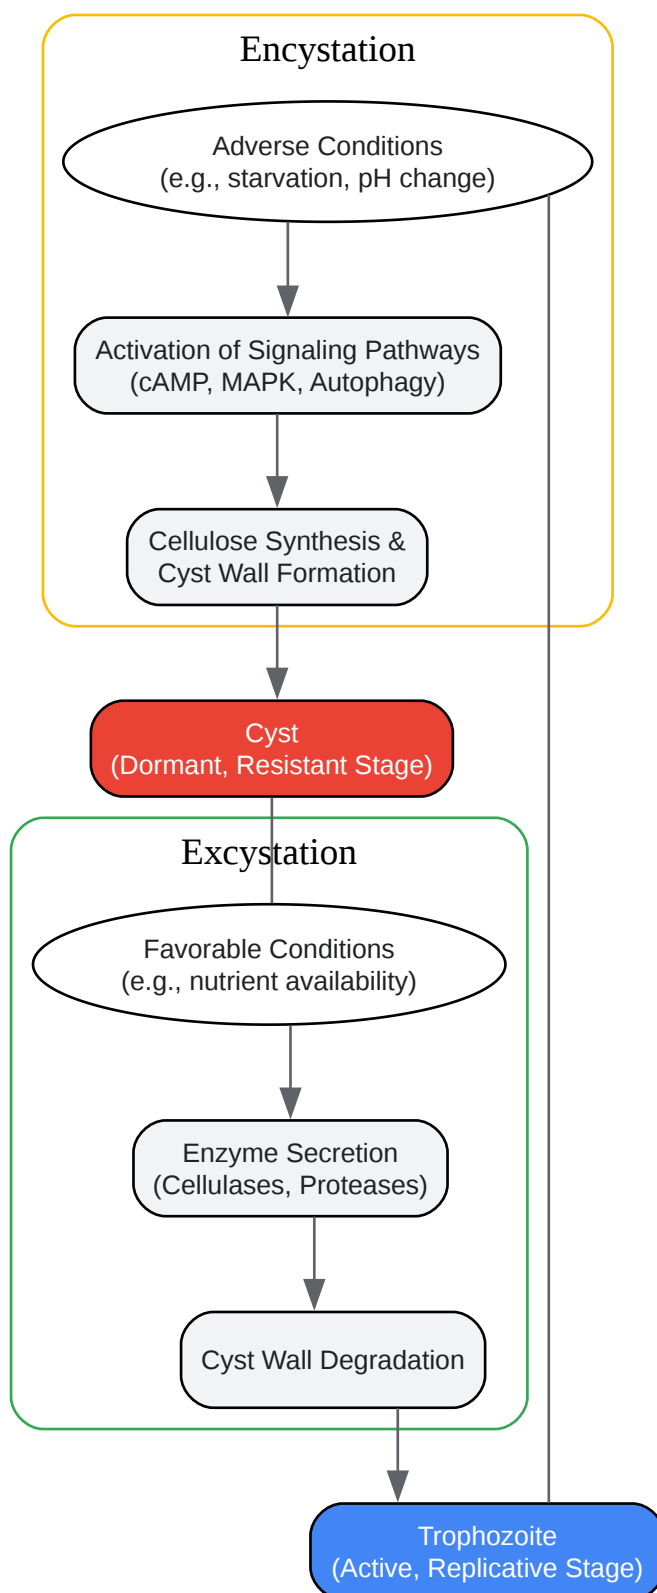 Encystation
Adverse Conditions
(e.g., starvation, pH change)
Activation of Signaling Pathways
(cAMP, MAPK, Autophagy)
Cellulose Synthesis &
Cyst Wall Formation
Cyst
(Dormant, Resistant Stage)
Excystation
Favorable Conditions
(e.g., nutrient availability)
Enzyme Secretion
(Cellulases, Proteases)
Cyst Wall Degradation
Trophozoite
(Active, Replicative Stage)